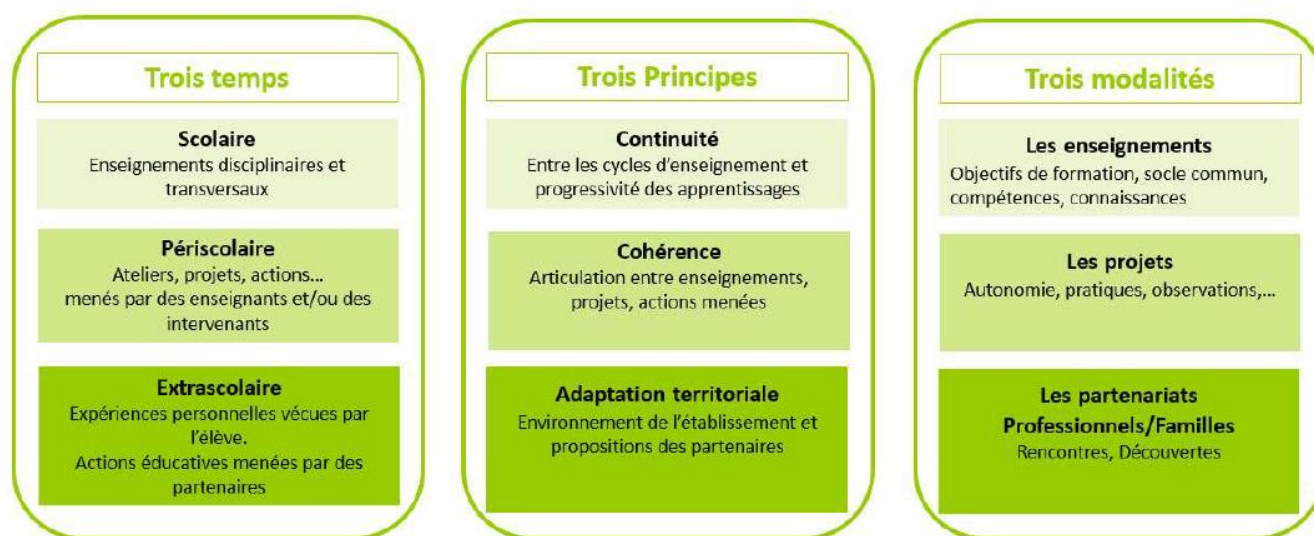 Trois temps
Scolaire
Enseignements disciplinaires et
transversaux
Périscolaire
Ateliers, projets, actions...
menés par des enseignants et/ou des
intervenants
Extrascolaire
Expériences personnelles vécues par
l'élève.
Actions éducatives menées par des
partenaires
Trois Principes
Continuité
Entre les cycles d'enseignement et
progressivité des apprentissages
Cohérence
Articulation entre enseignements,
projets, actions menées
Adaptation territoriale
Environnement de l'établissement et
propositions des partenaires
Trois modalités
Les enseignements
Objectifs de formation, socle commun,
compétences, connaissances
Les projets
Autonomie, pratiques, observations,...
Les partenariats
Professionnels/Familles
Rencontres, Découvertes